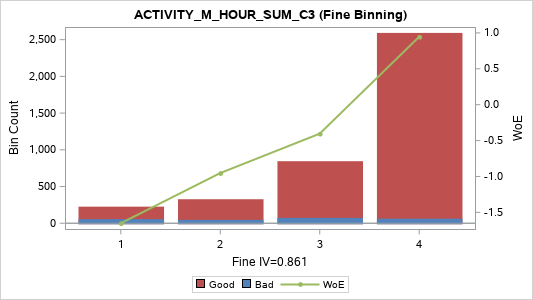 ACTIVITY_M_HOUR_SUM_C3 (Fine Binning)
2,500
2,000
1,500
1,000
500
0
Bin Count
1.0
0.5
0.0
-0.5
-1.0
-1.5
WoE
1 2 3 4
Fine IV=0.861
Good Bad WoE